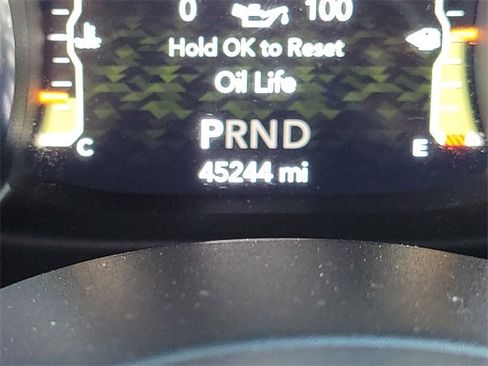 0 100
Hold OK to Reset
Oil Life
PRND
C E
45244 mi